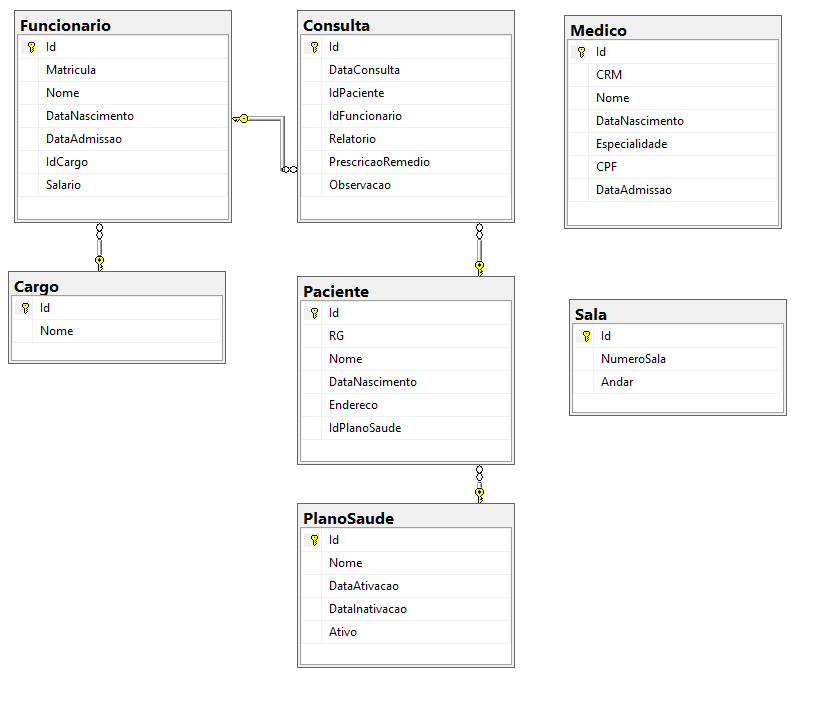 Funcionario
Id
Matricula
Nome
DataNascimento
DataAdmissao
IdCargo
Salario
Consulta
Id
DataConsulta
IdPaciente
IdFuncionario
Relatorio
PrescricaoRemedio
Observacao
Medico
Id
CRM
Nome
DataNascimento
Especialidade
CPF
DataAdmissao
Cargo
Id
Nome
Paciente
Id
RG
Nome
DataNascimento
Endereco
IdPlanoSaude
Sala
Id
NumeroSala
Andar
PlanoSaude
Id
Nome
DataAtivacao
DataInativacao
Ativo